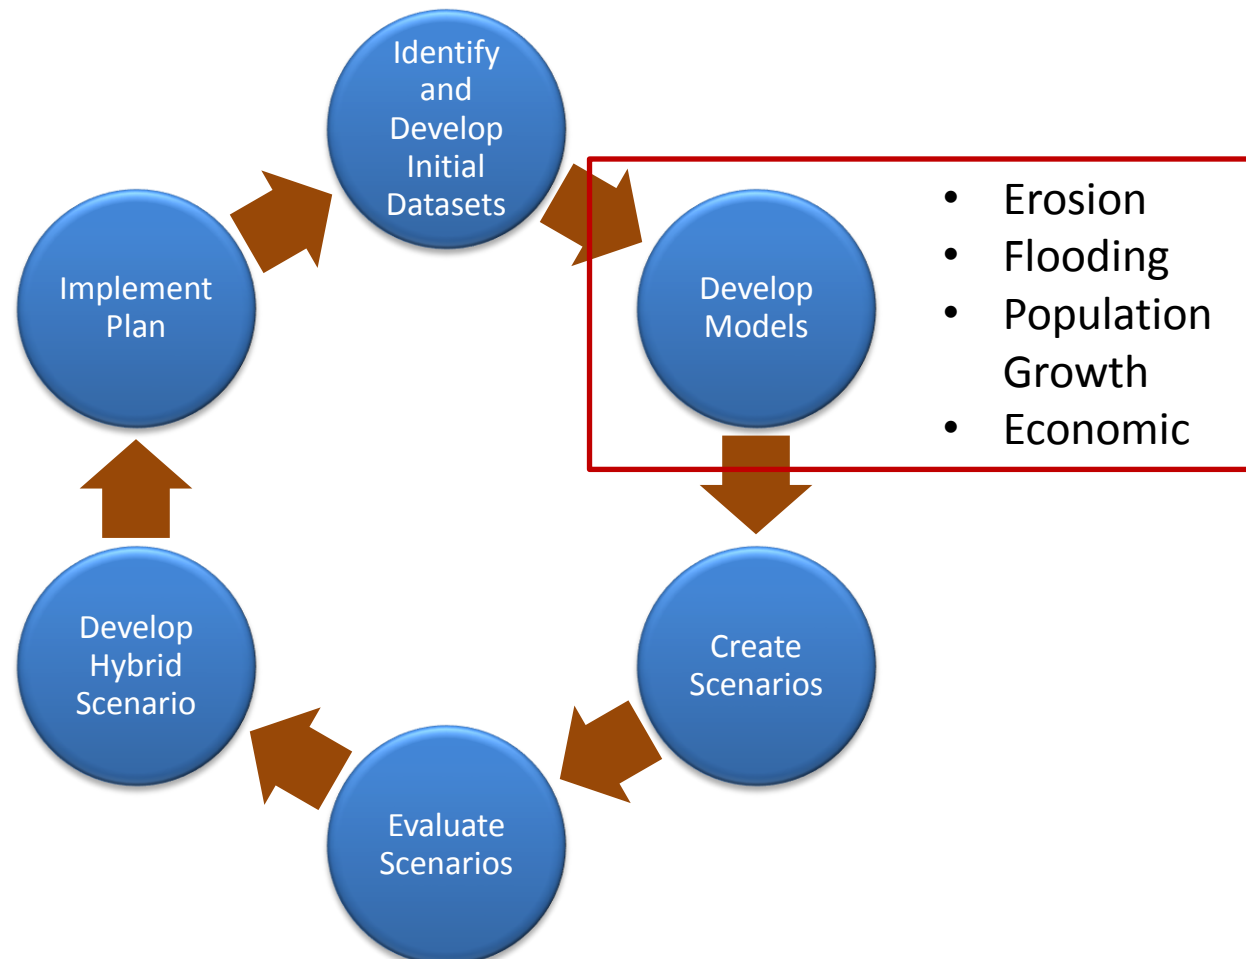 Identify
and
Develop
Initial
Datasets
Develop
Models
• Erosion
• Flooding
• Population
Growth
• Economic
Create
Scenarios
Evaluate
Scenarios
Develop
Hybrid
Scenario
Implement
Plan